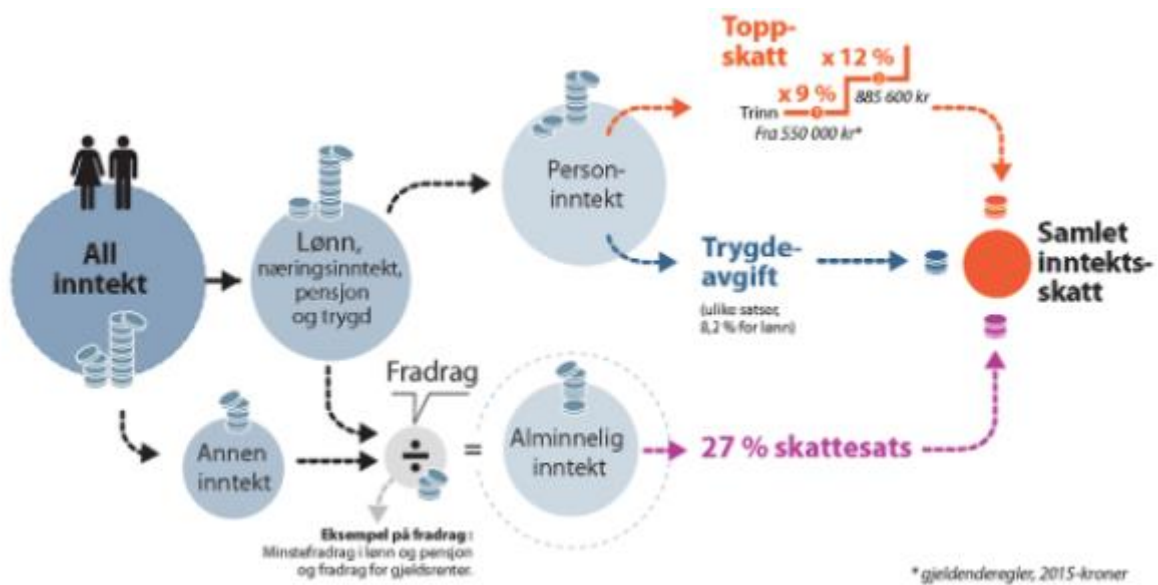 Topp-
skatt
x 12 %
x 9 %
885 600 kr
Trinn
Fra 550 000 kr*
All
inntekt
Lønn,
næringsinntekt,
pensjon
og trygd
Person-
inntekt
Trygde-
avgift
(ulike satser,
8,2 % for lønn)
Samlet
inntekts-
skatt
Annen
inntekt
Fradrag
÷
=
Alminnelig
inntekt
27 % skattesats
Eksempel på fradrag :
Minstefradrag i lønn og pensjon
og fradrag for gjeldsrenter.
* gjeldenderegler, 2015-kroner